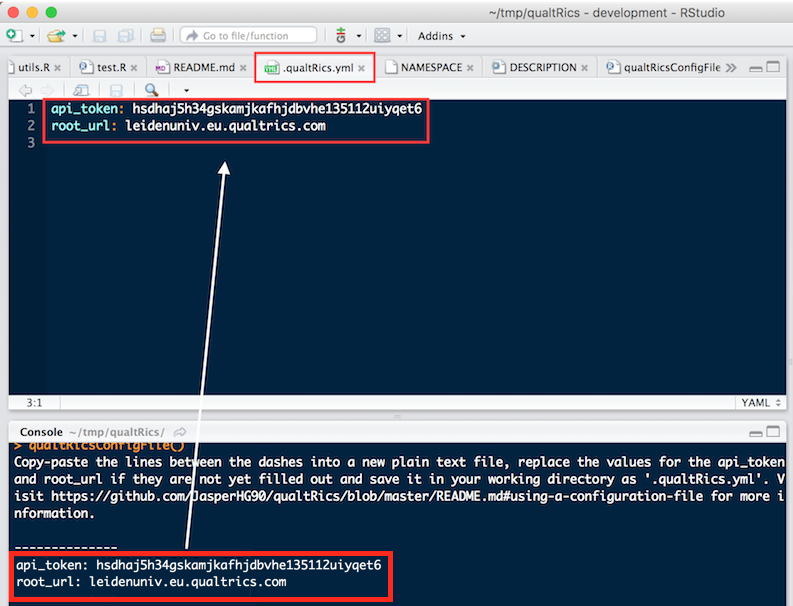 ~/tmp/qualtRics - development - RStudio
Go to file/function
Addins
utils.R
test.R
README.md
.qualtRics.yml
NAMESPACE
DESCRIPTION
qualtRicsConfigFile
1 api_token: hsdhaj5h34gskamjkafhjdbvhe135112uiyqet6
2 root_url: leidenuniv.eu.qualtrics.com
3
3:1
YAML
Console ~/tmp/qualtRics/
> qualtRicsConfigFile()
Copy-paste the lines between the dashes into a new plain text file, replace the values for the api_token
and root_url if they are not yet filled out and save it in your working directory as '.qualtRics.yml'. V
isit https://github.com/JasperHG90/qualtRics/blob/master/README.md#using-a-configuration-file for more i
nformation.
--------------
api_token: hsdhaj5h34gskamjkafhjdbvhe135112uiyqet6
root_url: leidenuniv.eu.qualtrics.com